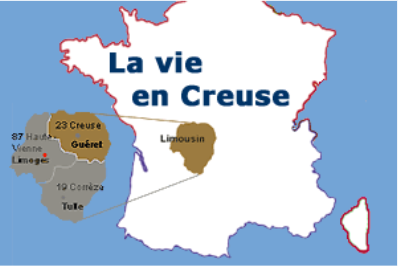 La vie
en Creuse
23 Creuse
Guéret
87 Haute
Vienne
Limoges
Limousin
19 Corrèze
Tulle